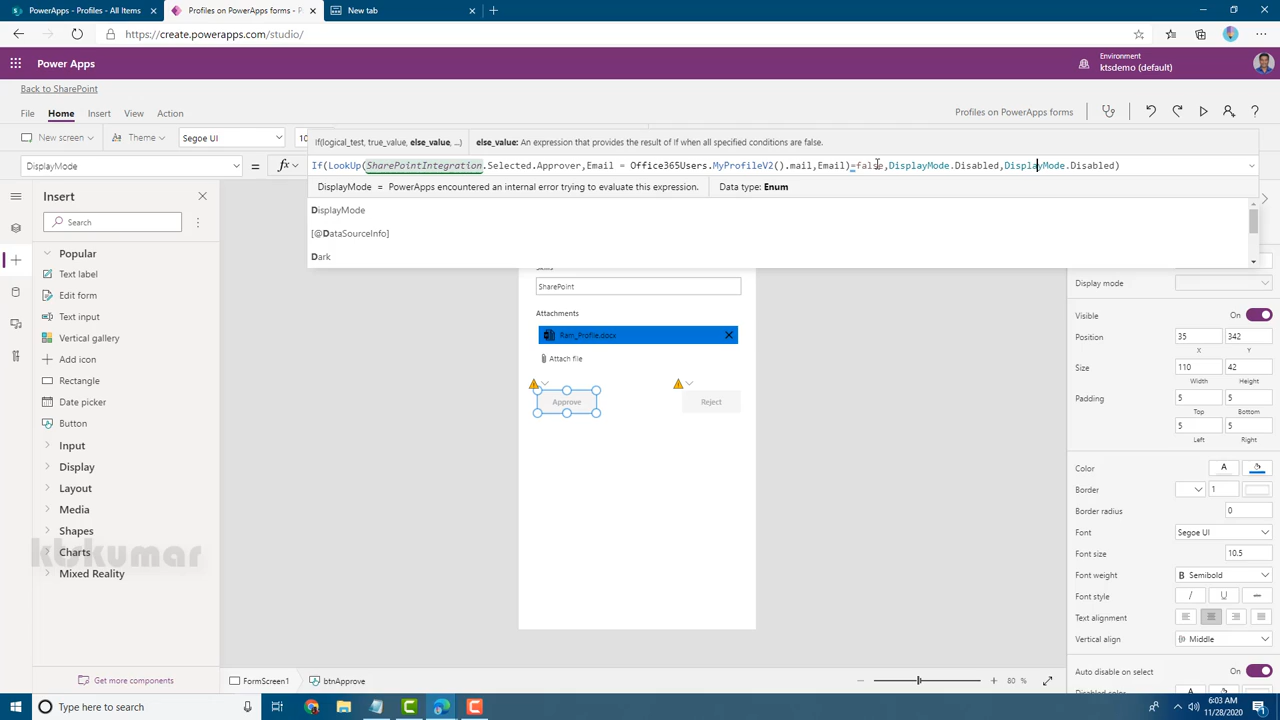 PowerApps - Profiles - All Items
Profiles on PowerApps forms -
New tab
https://create.powerapps.com/studio/
Power Apps
Environment
ktsdemo (default)
Back to SharePoint
File Home Insert View Action
Profiles on PowerApps forms
New screen
Theme
Segoe UI
If(logical_test, true_value, else_value, ...)
else_value: An expression that provides the result of If when all specified conditions are false.
DisplayMode
=
fx
If(LookUp(SharePointIntegration.Selected.Approver,Email = Office365Users.MyProfileV2().mail,Email)=false,DisplayMode.Disabled,DisplayMode.Disabled)
DisplayMode = PowerApps encountered an internal error trying to evaluate this expression.
Data type: Enum
DisplayMode
[@DataSourceInfo]
Dark
Insert
Search
Popular
Text label
Edit form
Text input
Vertical gallery
Add icon
Rectangle
Date picker
Button
Input
Display
Layout
Media
Shapes
Charts
Mixed Reality
kbskumar
Get more components
SharePoint
Attachments
Ram_Profile.docx
Attach file
Approve
Reject
Display mode
Visible
On
Position
35
342
X
Y
Size
110
42
Width
Height
Padding
5
5
Top
Bottom
5
5
Left
Right
Color
A
Border
1
Border radius
0
Font
Segoe UI
Font size
10.5
Font weight
B Semibold
Font style
/ U
Text alignment
Vertical align
Middle
Auto disable on select
On
FormScreen1
btnApprove
80 %
Type here to search
6:03 AM
11/28/2020